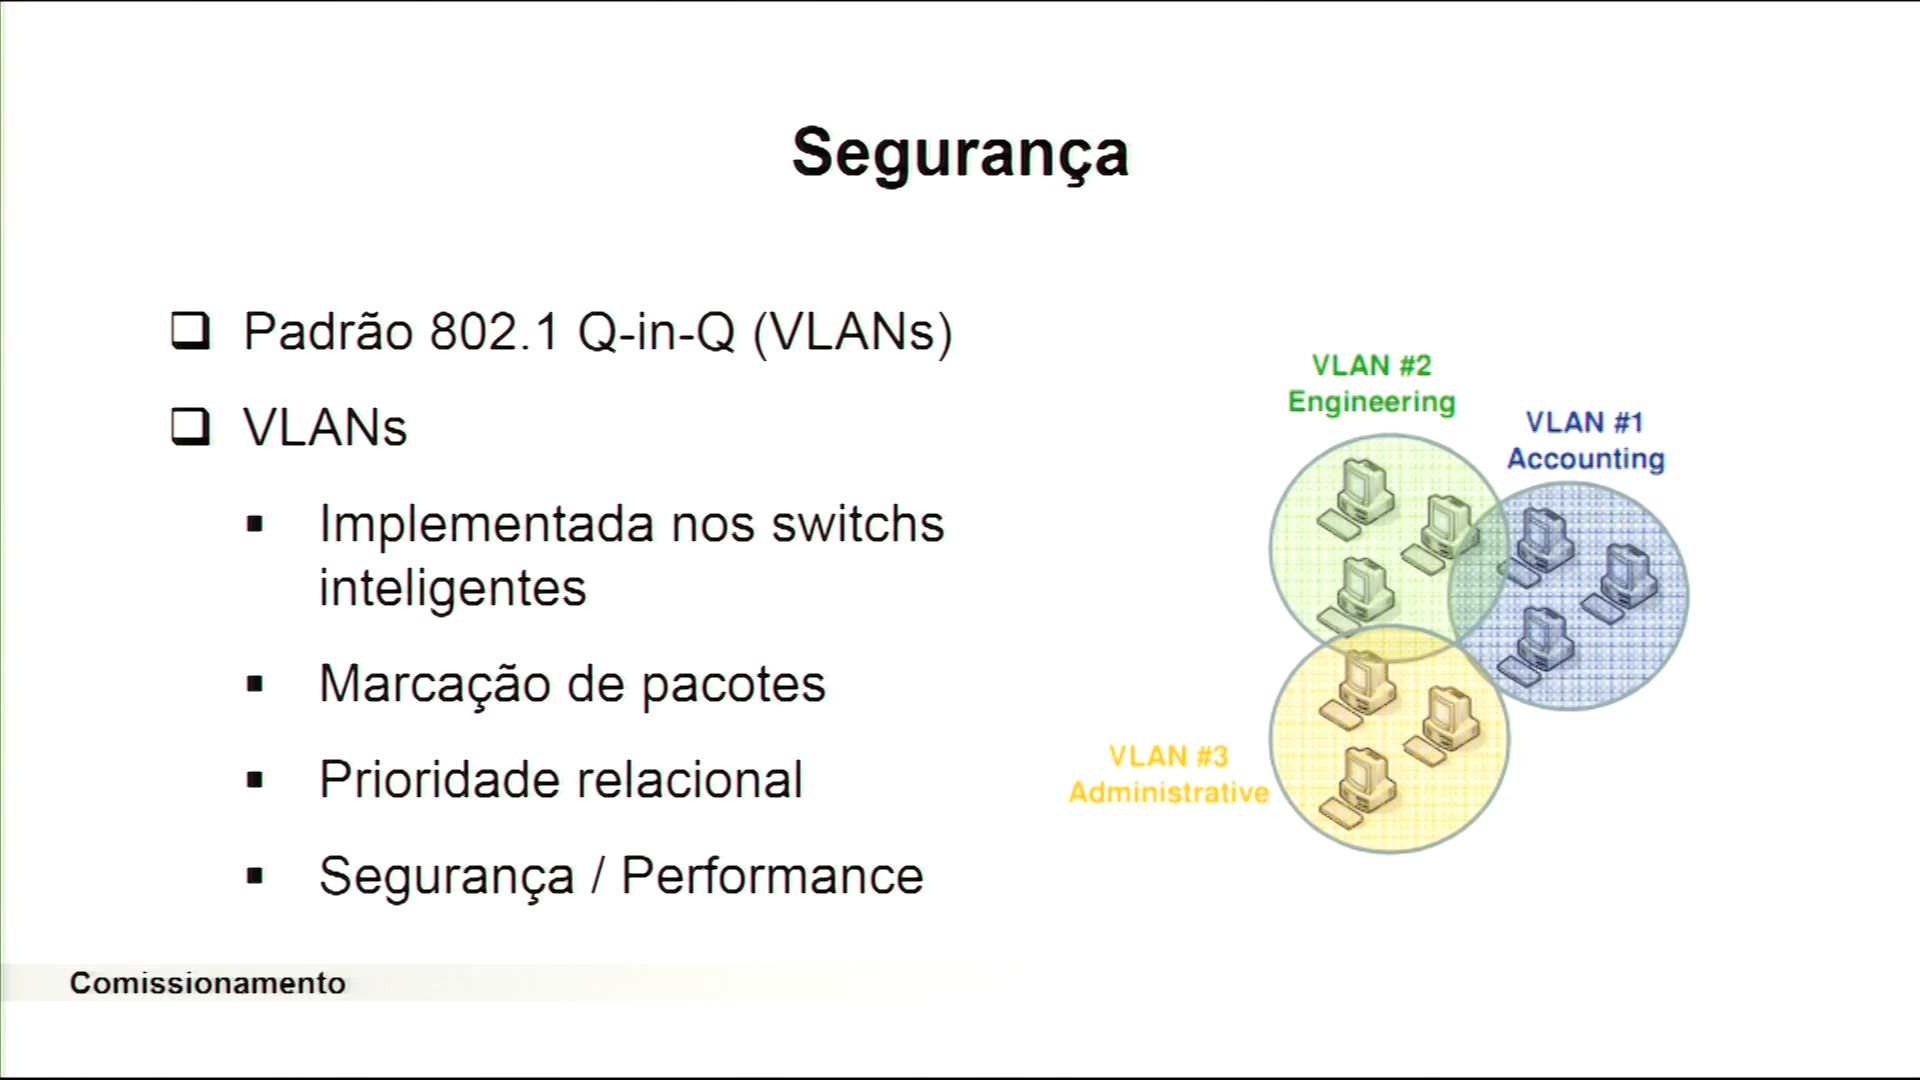 Segurança
Padrão 802.1 Q-in-Q (VLANs)
VLANs
Implementada nos switchs
inteligentes
Marcação de pacotes
Prioridade relacional
Segurança / Performance
VLAN #2
Engineering
VLAN #1
Accounting
VLAN #3
Administrative
Comissionamento